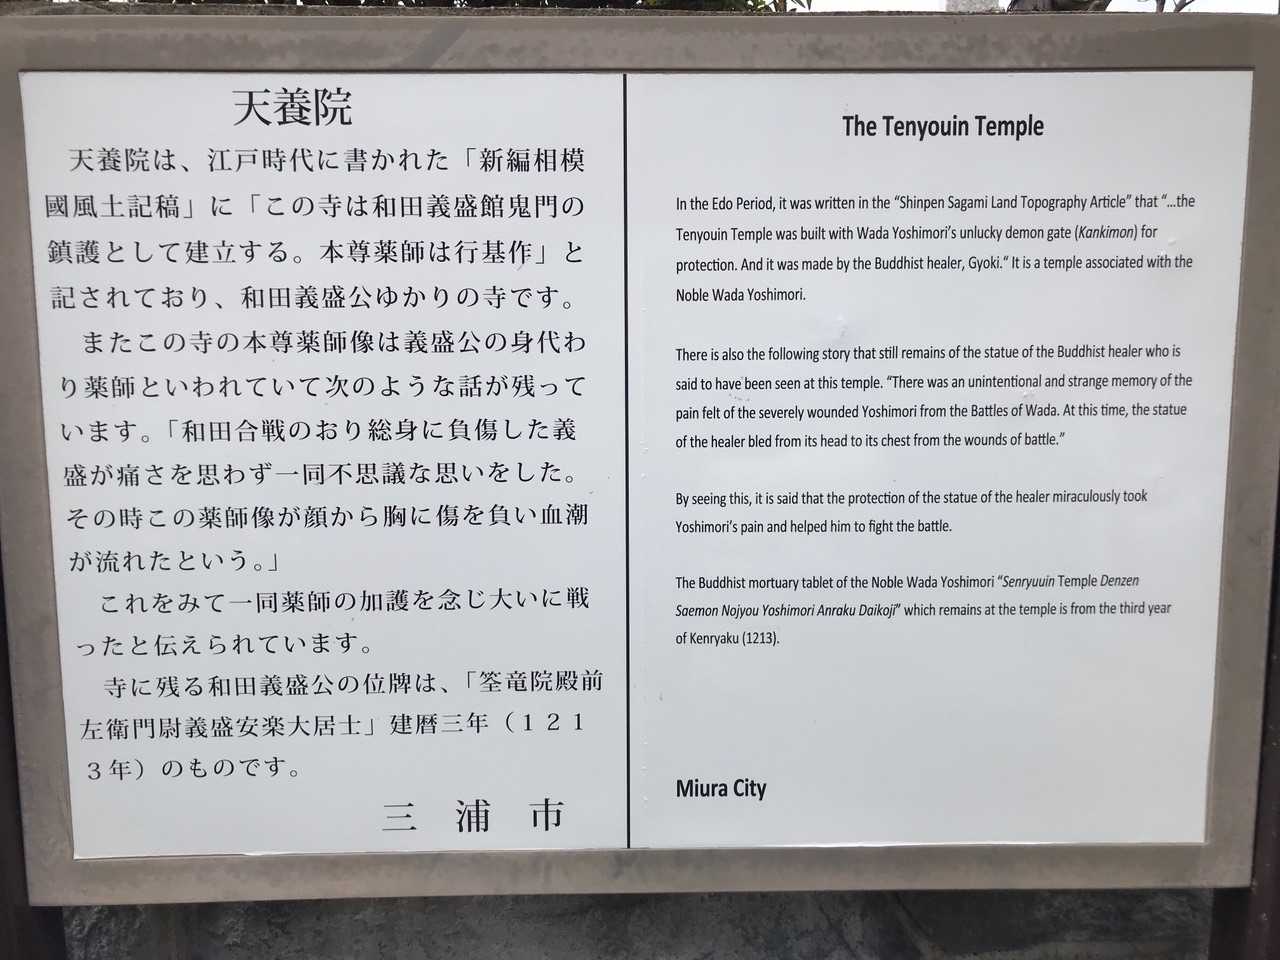 天養院
天養院は、江戸時代に書かれた「新編相模
國風土記稿」に「この寺は和田義盛館鬼門の
鎮護として建立する。本尊薬師は行基作」と
記されており、和田義盛公ゆかりの寺です。
またこの寺の本尊薬師像は義盛公の身代わ
り薬師といわれていて次のような話が残って
います。「和田合戦のおり総身に負傷した義
盛が痛さを思わず一同不思議な思いをした。
その時この薬師像が顔から胸に傷を負い血潮
が流れたという。」
これをみて一同薬師の加護を念じ大いに戦
ったと伝えられています。
寺に残る和田義盛公の位牌は、「筌竜院殿前
左衛門尉義盛安楽大居士」建暦三年（１２１
３年）のものです。
三浦市
The Tenyouin Temple
In the Edo Period, it was written in the “Shinpen Sagami Land Topography Article” that “...the
Tenyouin Temple was built with Wada Yoshimori’s unlucky demon gate (Kankimon) for
protection. And it was made by the Buddhist healer, Gyoki.“ It is a temple associated with the
Noble Wada Yoshimori.
There is also the following story that still remains of the statue of the Buddhist healer who is
said to have been seen at this temple. “There was an unintentional and strange memory of the
pain felt of the severely wounded Yoshimori from the Battles of Wada. At this time, the statue
of the healer bled from its head to its chest from the wounds of battle.”
By seeing this, it is said that the protection of the statue of the healer miraculously took
Yoshimori’s pain and helped him to fight the battle.
The Buddhist mortuary tablet of the Noble Wada Yoshimori “Senryuuin Temple Denzen
Saemon Nojyou Yoshimori Anraku Daikoji” which remains at the temple is from the third year
of Kenryaku (1213).
Miura City